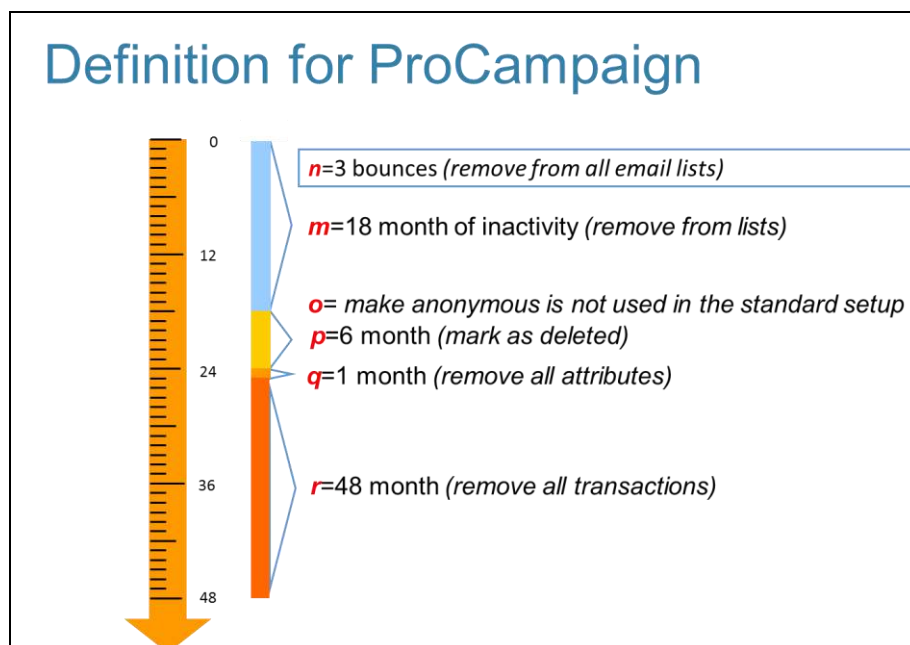 Definition for ProCampaign
0
n=3 bounces (remove from all email lists)
m=18 month of inactivity (remove from lists)
12
o= make anonymous is not used in the standard setup
p=6 month (mark as deleted)
24
q=1 month (remove all attributes)
36
r=48 month (remove all transactions)
48